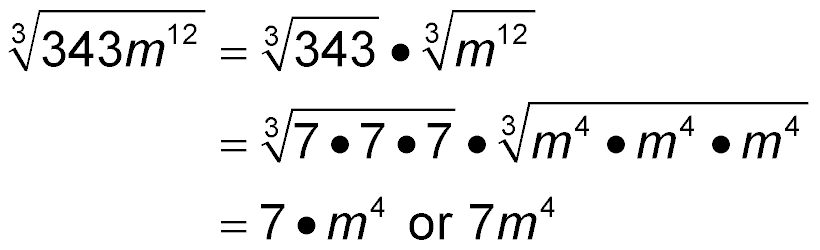 ∛(343m¹²) = ∛343 • ∛(m¹²)
= ∛(7 • 7 • 7) • ∛(m⁴ • m⁴ • m⁴)
= 7 • m⁴ or 7m⁴